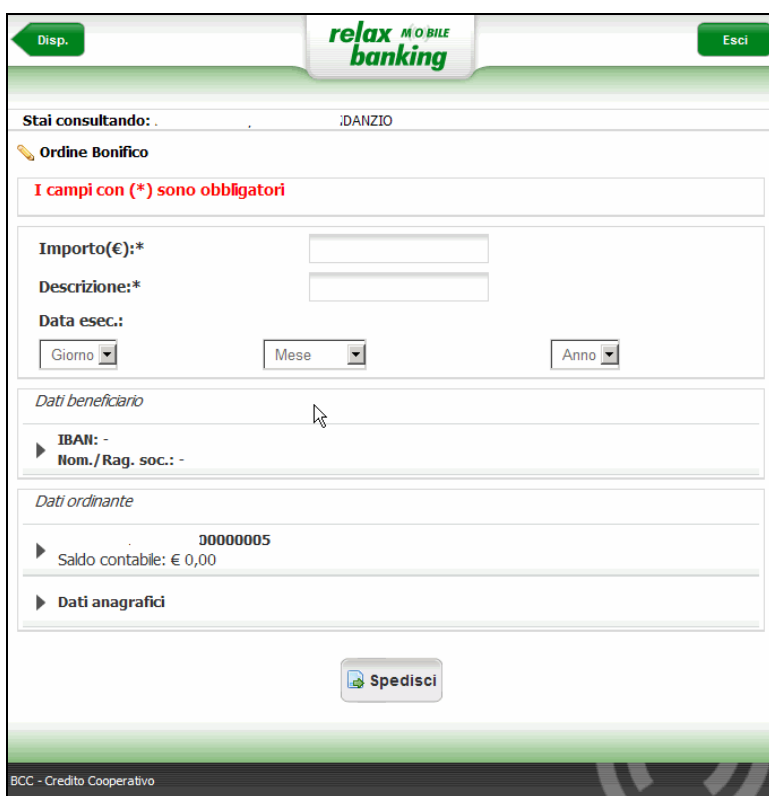 Disp.
relax MOBILE
banking
Esci
Stai consultando:
DANZIO
Ordine Bonifico
I campi con (*) sono obbligatori
Importo(€):*
Descrizione:*
Data esec.:
Giorno Mese Anno
Dati beneficiario
IBAN: -
Nom./Rag. soc.: -
Dati ordinante
00000005
Saldo contabile: € 0,00
Dati anagrafici
Spedisci
BCC - Credito Cooperativo